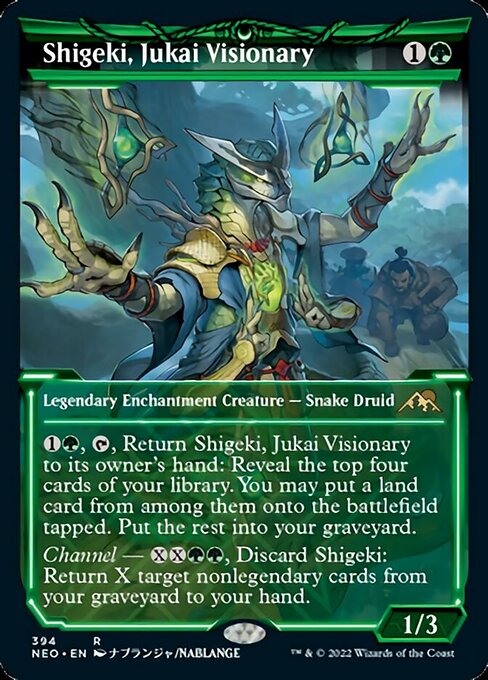 Shigeki, Jukai Visionary 1
Legendary Enchantment Creature — Snake Druid
1, Return Shigeki, Jukai Visionary
to its owner's hand: Reveal the top four
cards of your library. You may put a land
card from among them onto the battlefield
tapped. Put the rest into your graveyard.
Channel — XX, Discard Shigeki:
Return X target nonlegendary cards from
your graveyard to your hand.
1/3
394 R
NEO • EN ナブランジャ/NABLANGE
™ & © 2022 Wizards of the Coast